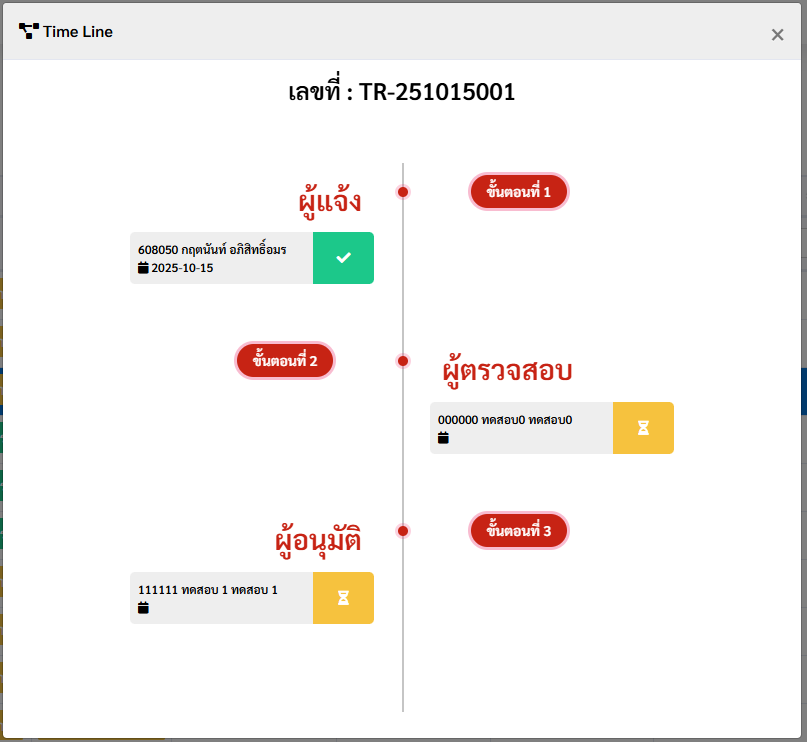 Time Line
×
เลขที่ : TR-251015001
ผู้แจ้ง
ขั้นตอนที่ 1
608050 กฤตนันท์ อภิสิทธิ์อมร
2025-10-15
ขั้นตอนที่ 2
ผู้ตรวจสอบ
000000 ทดสอบ0 ทดสอบ0
ผู้อนุมัติ
ขั้นตอนที่ 3
111111 ทดสอบ 1 ทดสอบ 1